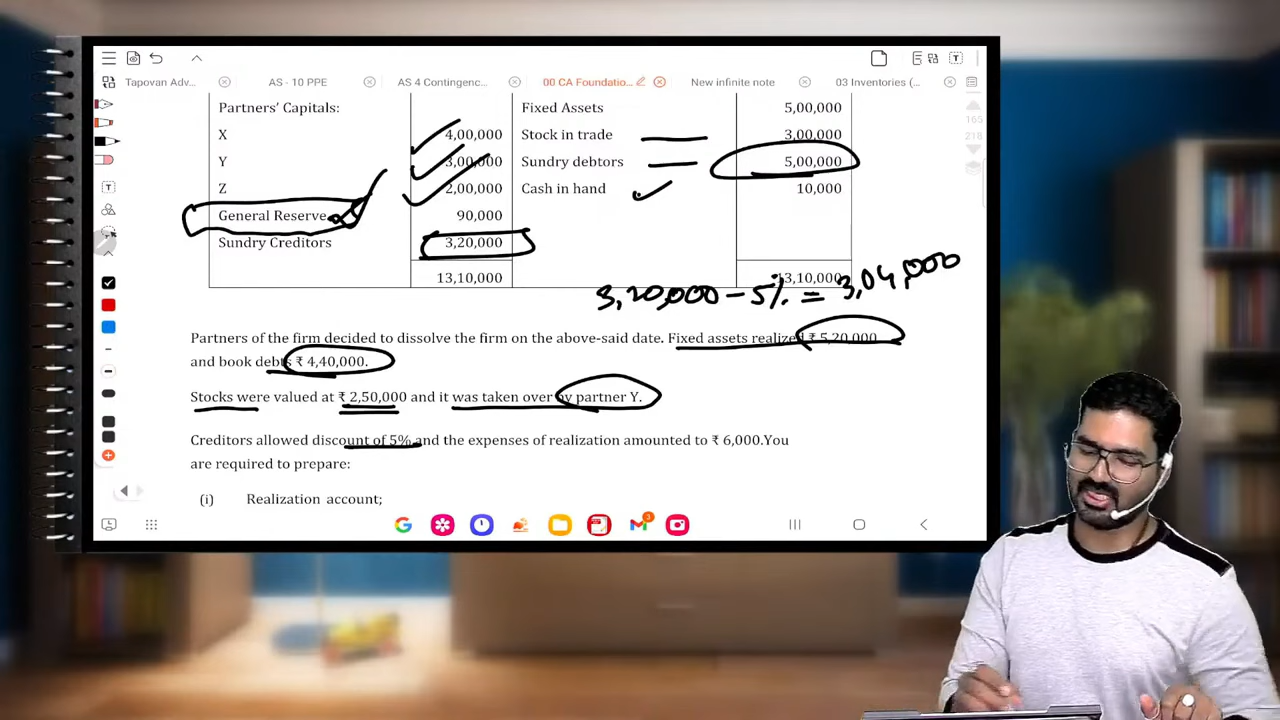 Tapovan Adv... AS - 10 PPE AS 4 Contingenc... 00 CA Foundatio... New infinite note 03 Inventories (...
Partners' Capitals: Fixed Assets 5,00,000
X 4,00,000 Stock in trade 3,00,000
Y 3,00,000 Sundry debtors 5,00,000
Z 2,00,000 Cash in hand 10,000
General Reserve 90,000
Sundry Creditors 3,20,000
13,10,000 13,10,000
3,20,000 - 5% = 3,04,000
Partners of the firm decided to dissolve the firm on the above-said date. Fixed assets realized ₹ 5,20,000
and book debts ₹ 4,40,000.
Stocks were valued at ₹ 2,50,000 and it was taken over by partner Y.
Creditors allowed discount of 5% and the expenses of realization amounted to ₹ 6,000.You
are required to prepare:
(i) Realization account;
165
218
3